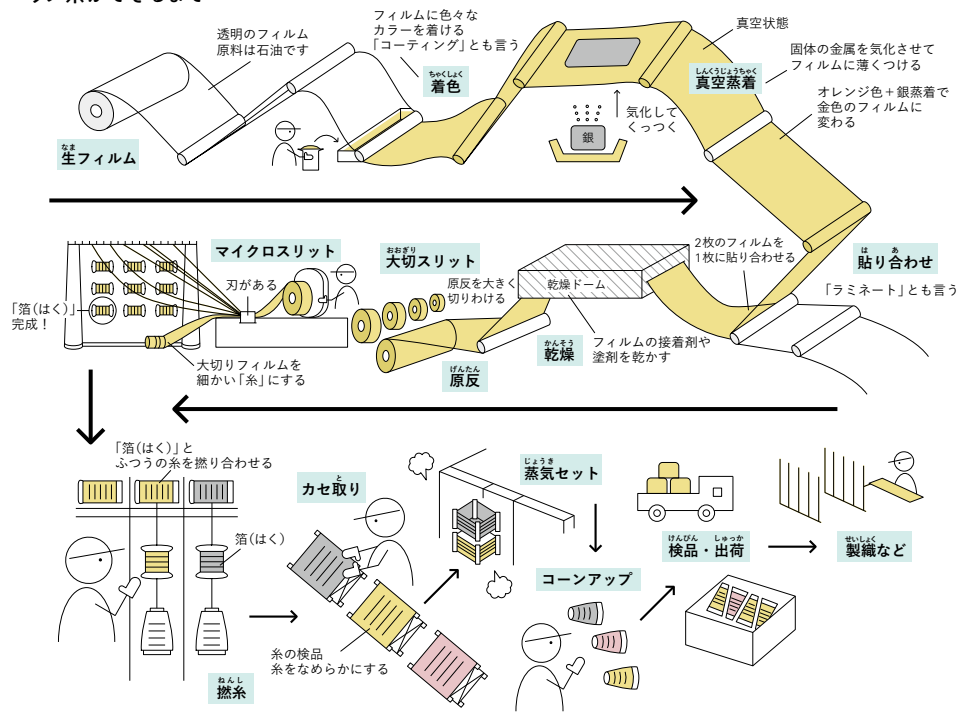 透明のフィルム
原料は石油です
フィルムに色々な
カラーを着ける
「コーティング」とも言う
ちゃくしょく
着色
真空状態
しんくうじょうちゃく
真空蒸着
固体の金属を気化させて
フィルムに薄くつける
オレンジ色+銀蒸着で
金色のフィルムに
変わる
気化して
くっつく
銀
なま
生フィルム
マイクロスリット
刃がある
おおぎり
大切スリット
原反を大きく
切りわける
乾燥ドーム
2枚のフィルムを
1枚に貼り合わせる
は あ
貼り合わせ
「ラミネート」とも言う
「箔(はく)」
完成!
大切りフィルムを
細かい「糸」にする
げんたん
原反
かんそう
乾燥
フィルムの接着剤や
塗剤を乾かす
「箔(はく)」と
ふつうの糸を撚り合わせる
箔(はく)
ねんし
撚糸
と
カセ取り
糸の検品
糸をなめらかにする
じょうき
蒸気セット
コーンアップ
けんぴん しゅっか
検品・出荷
せいしょく
製織など